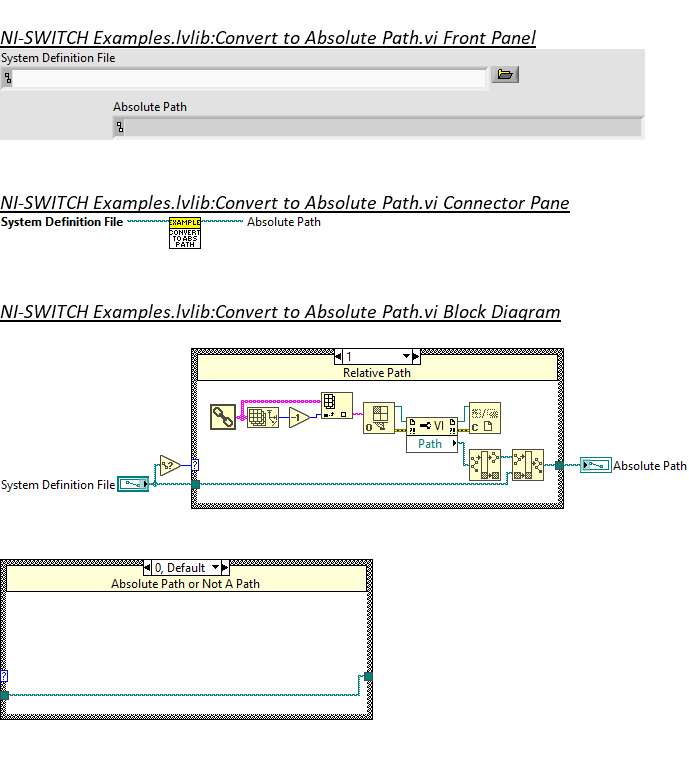 NI-SWITCH Examples.lvlib:Convert to Absolute Path.vi Front Panel
System Definition File
Absolute Path
NI-SWITCH Examples.lvlib:Convert to Absolute Path.vi Connector Pane
System Definition File
EXAMPLE
CONVERT
TO ABS
PATH
Absolute Path
NI-SWITCH Examples.lvlib:Convert to Absolute Path.vi Block Diagram
1
Relative Path
-1
0
VI
C
Path
?
?
System Definition File
Absolute Path
0, Default
Absolute Path or Not A Path
?